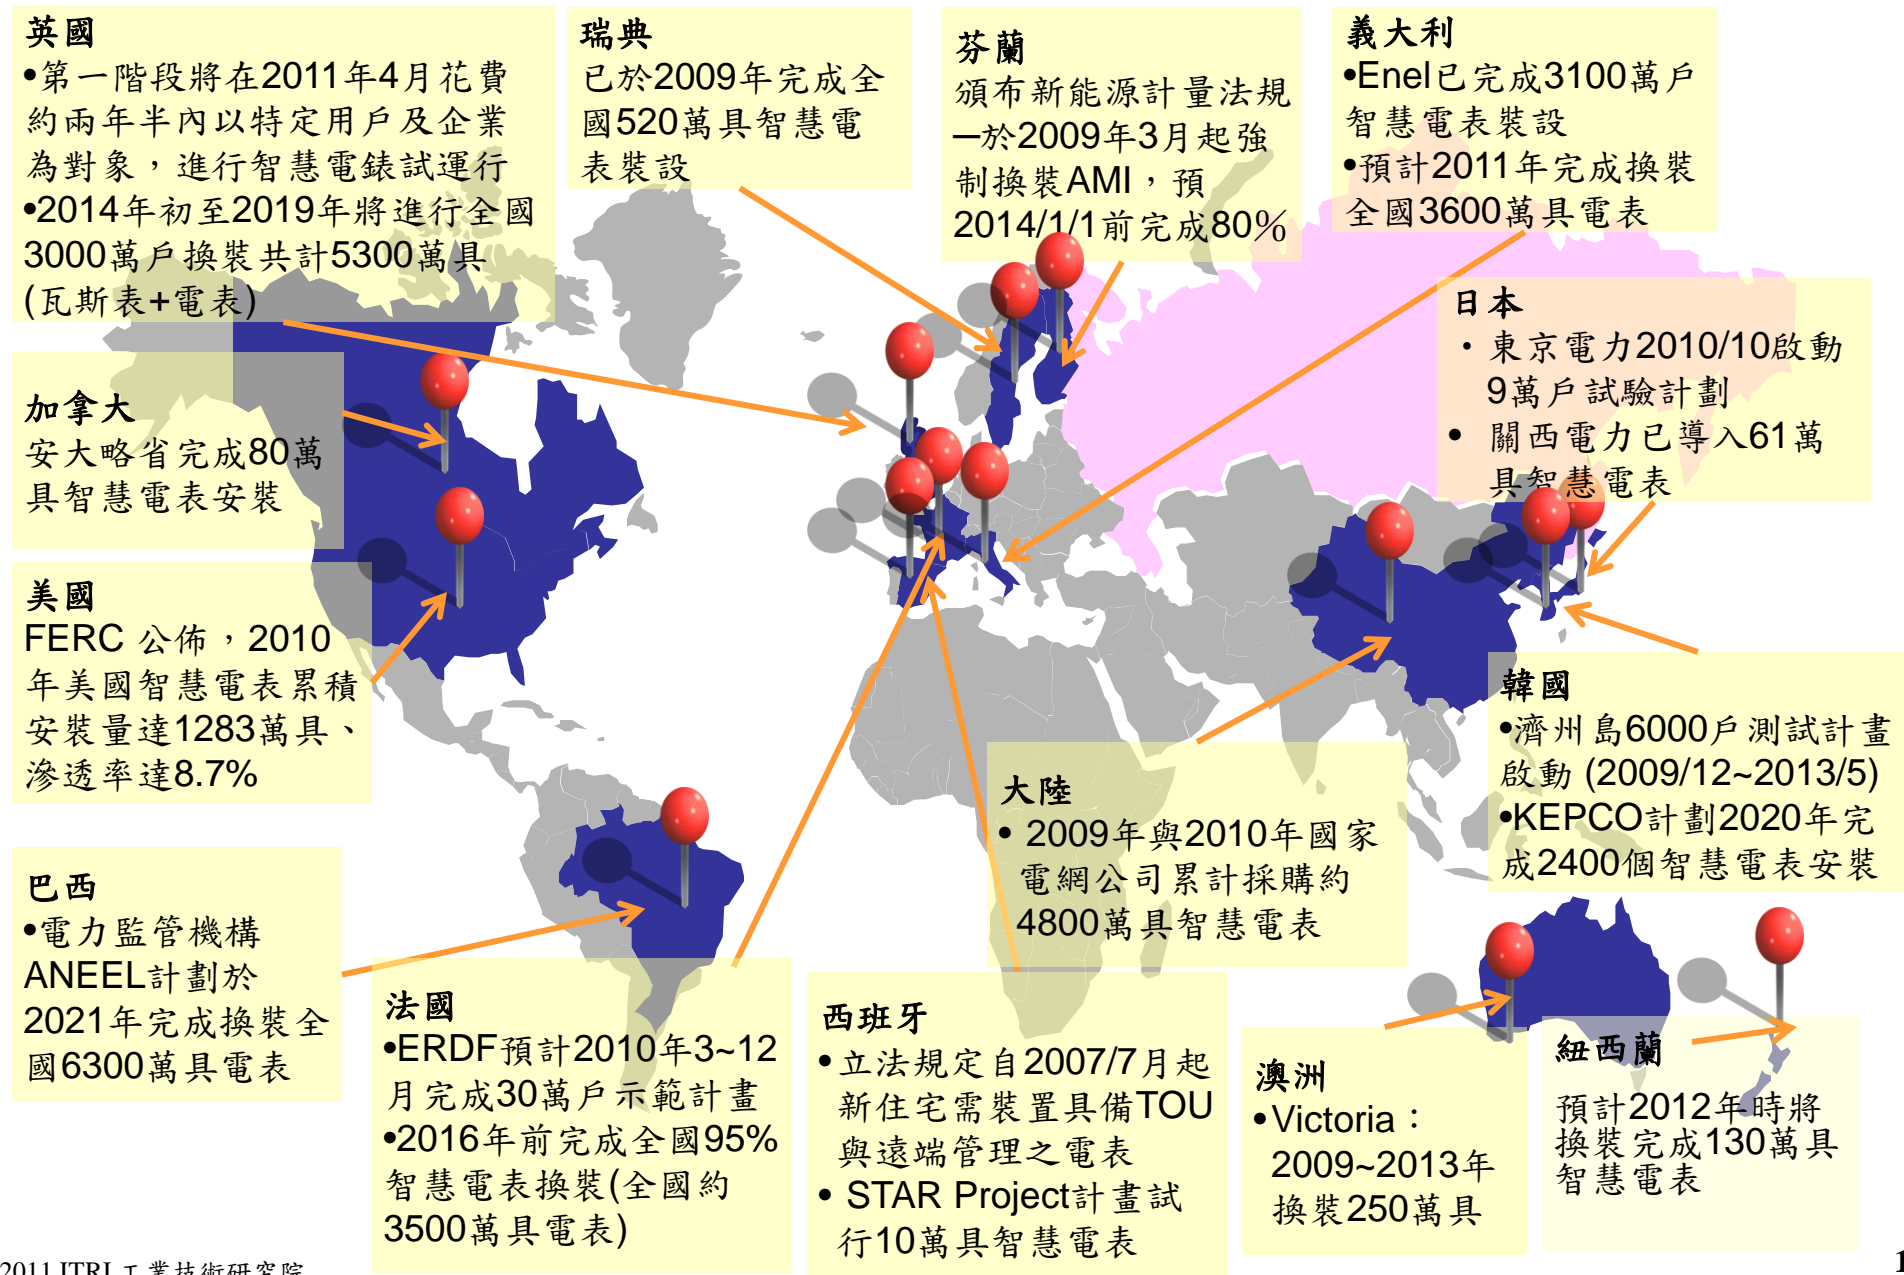 英國
•第一階段將在2011年4月花費
約兩年半內以特定用戶及企業
為對象，進行智慧電錶試運行
•2014年初至2019年將進行全國
3000萬戶換裝共計5300萬具
(瓦斯表+電表)
瑞典
已於2009年完成全
國520萬具智慧電
表裝設
芬蘭
頒布新能源計量法規
─於2009年3月起強
制換裝AMI，預
2014/1/1前完成80%
義大利
•Enel已完成3100萬戶
智慧電表裝設
•預計2011年完成換裝
全國3600萬具電表
日本
‧東京電力2010/10啟動
9萬戶試驗計劃
• 關西電力已導入61萬
具智慧電表
加拿大
安大略省完成80萬
具智慧電表安裝
美國
FERC 公佈，2010
年美國智慧電表累積
安裝量達1283萬具、
滲透率達8.7%
韓國
•濟州島6000戶測試計畫
啟動 (2009/12~2013/5)
•KEPCO計劃2020年完
成2400個智慧電表安裝
大陸
• 2009年與2010年國家
電網公司累計採購約
4800萬具智慧電表
巴西
•電力監管機構
ANEEL計劃於
2021年完成換裝全
國6300萬具電表
法國
•ERDF預計2010年3~12
月完成30萬戶示範計畫
•2016年前完成全國95%
智慧電表換裝(全國約
3500萬具電表)
西班牙
•立法規定自2007/7月起
新住宅需裝置具備TOU
與遠端管理之電表
• STAR Project計畫試
行10萬具智慧電表
澳洲
•Victoria：
2009~2013年
換裝250萬具
紐西蘭
預計2012年時將
換裝完成130萬具
智慧電表
2011 ITRI 工業技術研究院
1